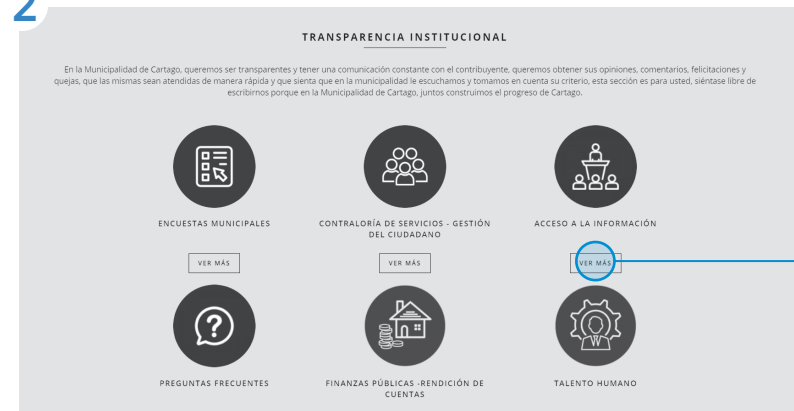 2
TRANSPARENCIA INSTITUCIONAL
En la Municipalidad de Cartago, queremos ser transparentes y tener una comunicación constante con el contribuyente, queremos obtener sus opiniones, comentarios, felicitaciones y
quejas, que las mismas sean atendidas de manera rápida y que sienta que en la municipalidad le escuchamos y tomamos en cuenta su criterio, esta sección es para usted, siéntase libre de
escribirnos porque en la Municipalidad de Cartago, juntos construimos el progreso de Cartago.
ENCUESTAS MUNICIPALES
CONTRALORÍA DE SERVICIOS - GESTIÓN
DEL CIUDADANO
ACCESO A LA INFORMACIÓN
VER MÁS
VER MÁS
VER MÁS
PREGUNTAS FRECUENTES
FINANZAS PÚBLICAS -RENDICIÓN DE
CUENTAS
TALENTO HUMANO